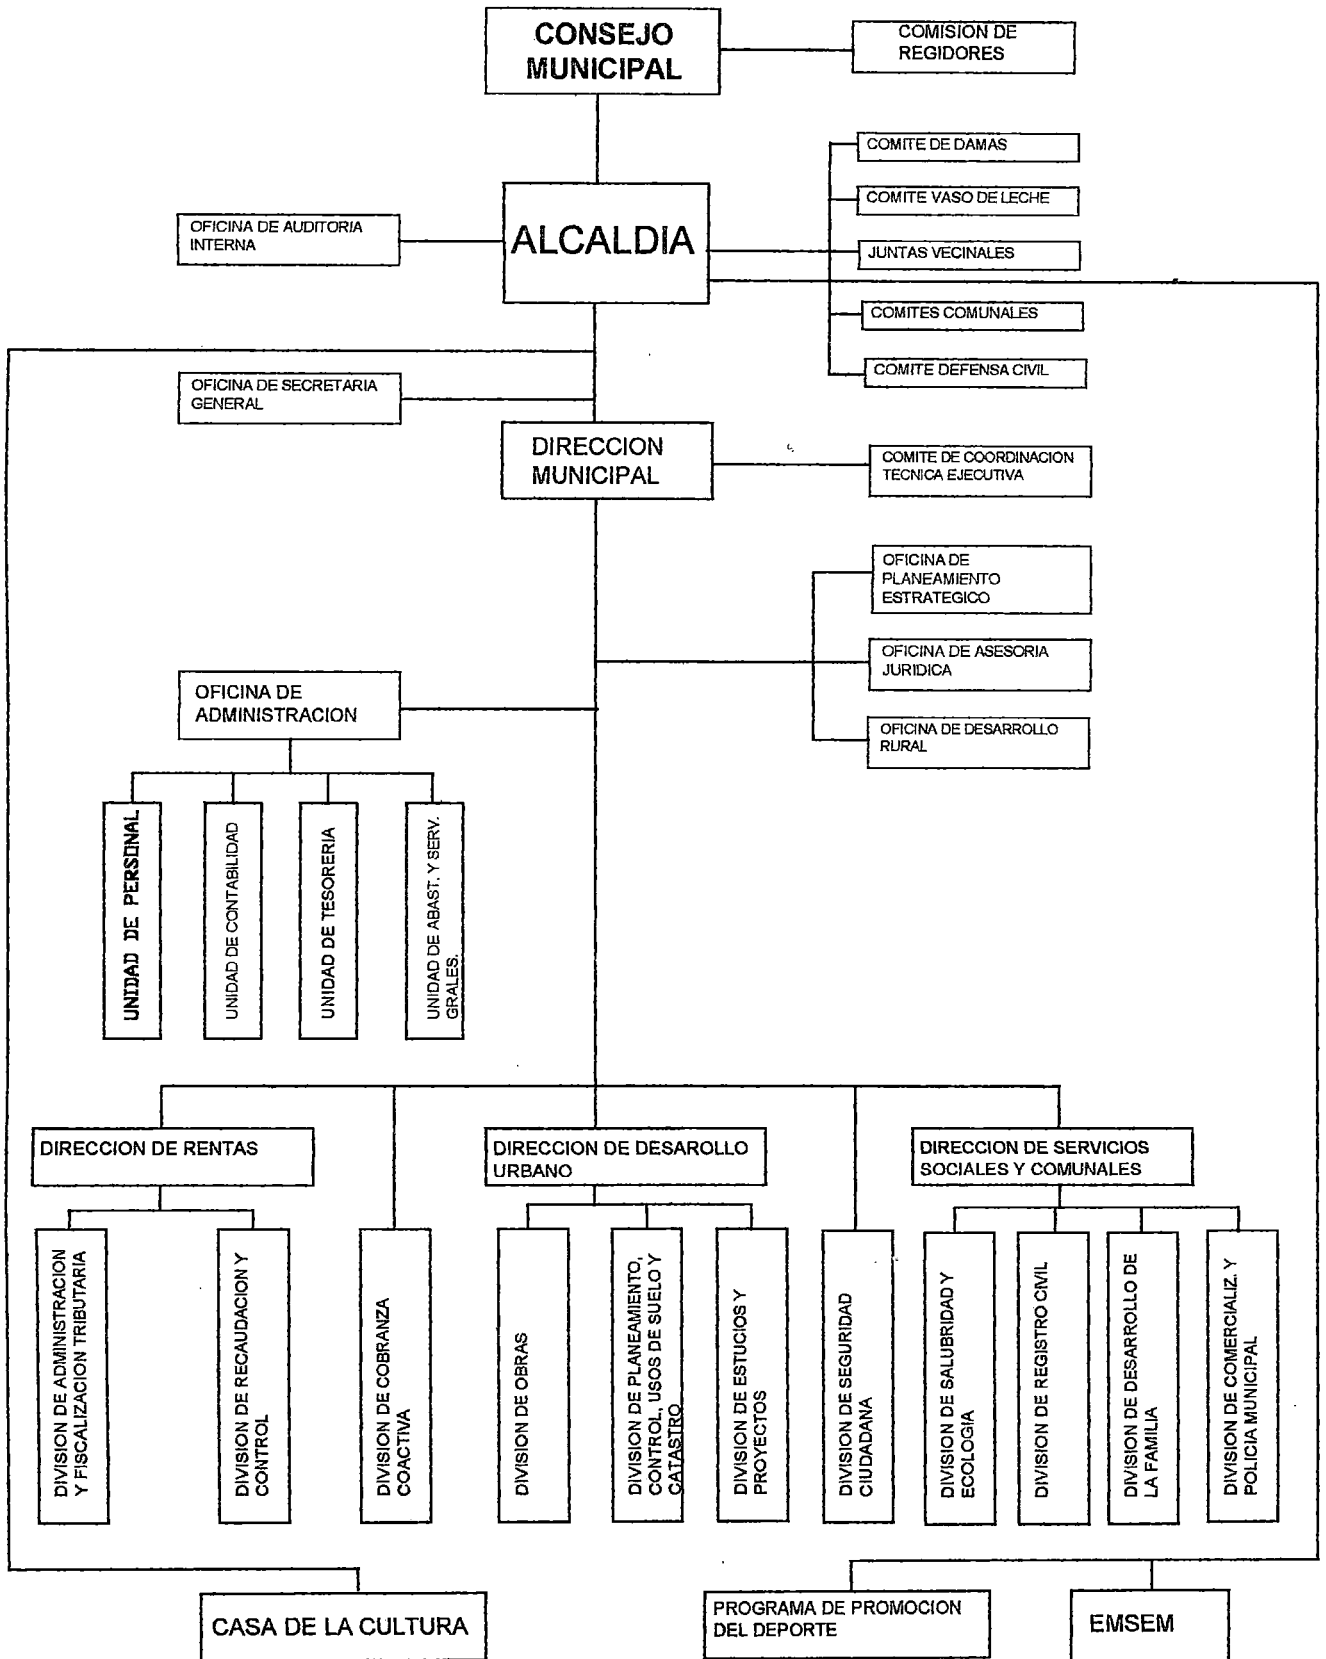 CONSEJO
MUNICIPAL
COMISION DE
REGIDORES
COMITE DE DAMAS
COMITE VASO DE LECHE
OFICINA DE AUDITORIA
INTERNA
ALCALDIA
JUNTAS VECINALES
COMITES COMUNALES
COMITE DEFENSA CIVIL
OFICINA DE SECRETARIA
GENERAL
DIRECCION
MUNICIPAL
COMITE DE COORDINACION
TECNICA EJECUTIVA
OFICINA DE
PLANEAMIENTO
ESTRATEGICO
OFICINA DE ASESORIA
JURIDICA
OFICINA DE DESARROLLO
RURAL
OFICINA DE
ADMINISTRACION
UNIDAD DE PERSONAL
UNIDAD DE CONTABILIDAD
UNIDAD DE TESORERIA
UNIDAD DE ABAST. Y SERV.
GRALES.
DIRECCION DE RENTAS
DIRECCION DE DESAROLLO
URBANO
DIRECCION DE SERVICIOS
SOCIALES Y COMUNALES
DIVISION DE ADMINISTRACION
Y FISCALIZACION TRIBUTARIA
DIVISION DE RECAUDACION Y
CONTROL
DIVISION DE COBRANZA
COACTIVA
DIVISION DE OBRAS
DIVISION DE PLANEAMIENTO,
CONTROL, USOS DE SUELO Y
CATASTRO
DIVISION DE ESTUCIOS Y
PROYECTOS
DIVISION DE SEGURIDAD
CIUDADANA
DIVISION DE SALUBRIDAD Y
ECOLOGIA
DIVISION DE REGISTRO CIVIL
DIVISION DE DESARROLLO DE
LA FAMILIA
DIVISION DE COMERCIALIZ. Y
POLICIA MUNICIPAL
CASA DE LA CULTURA
PROGRAMA DE PROMOCION
DEL DEPORTE
EMSEM